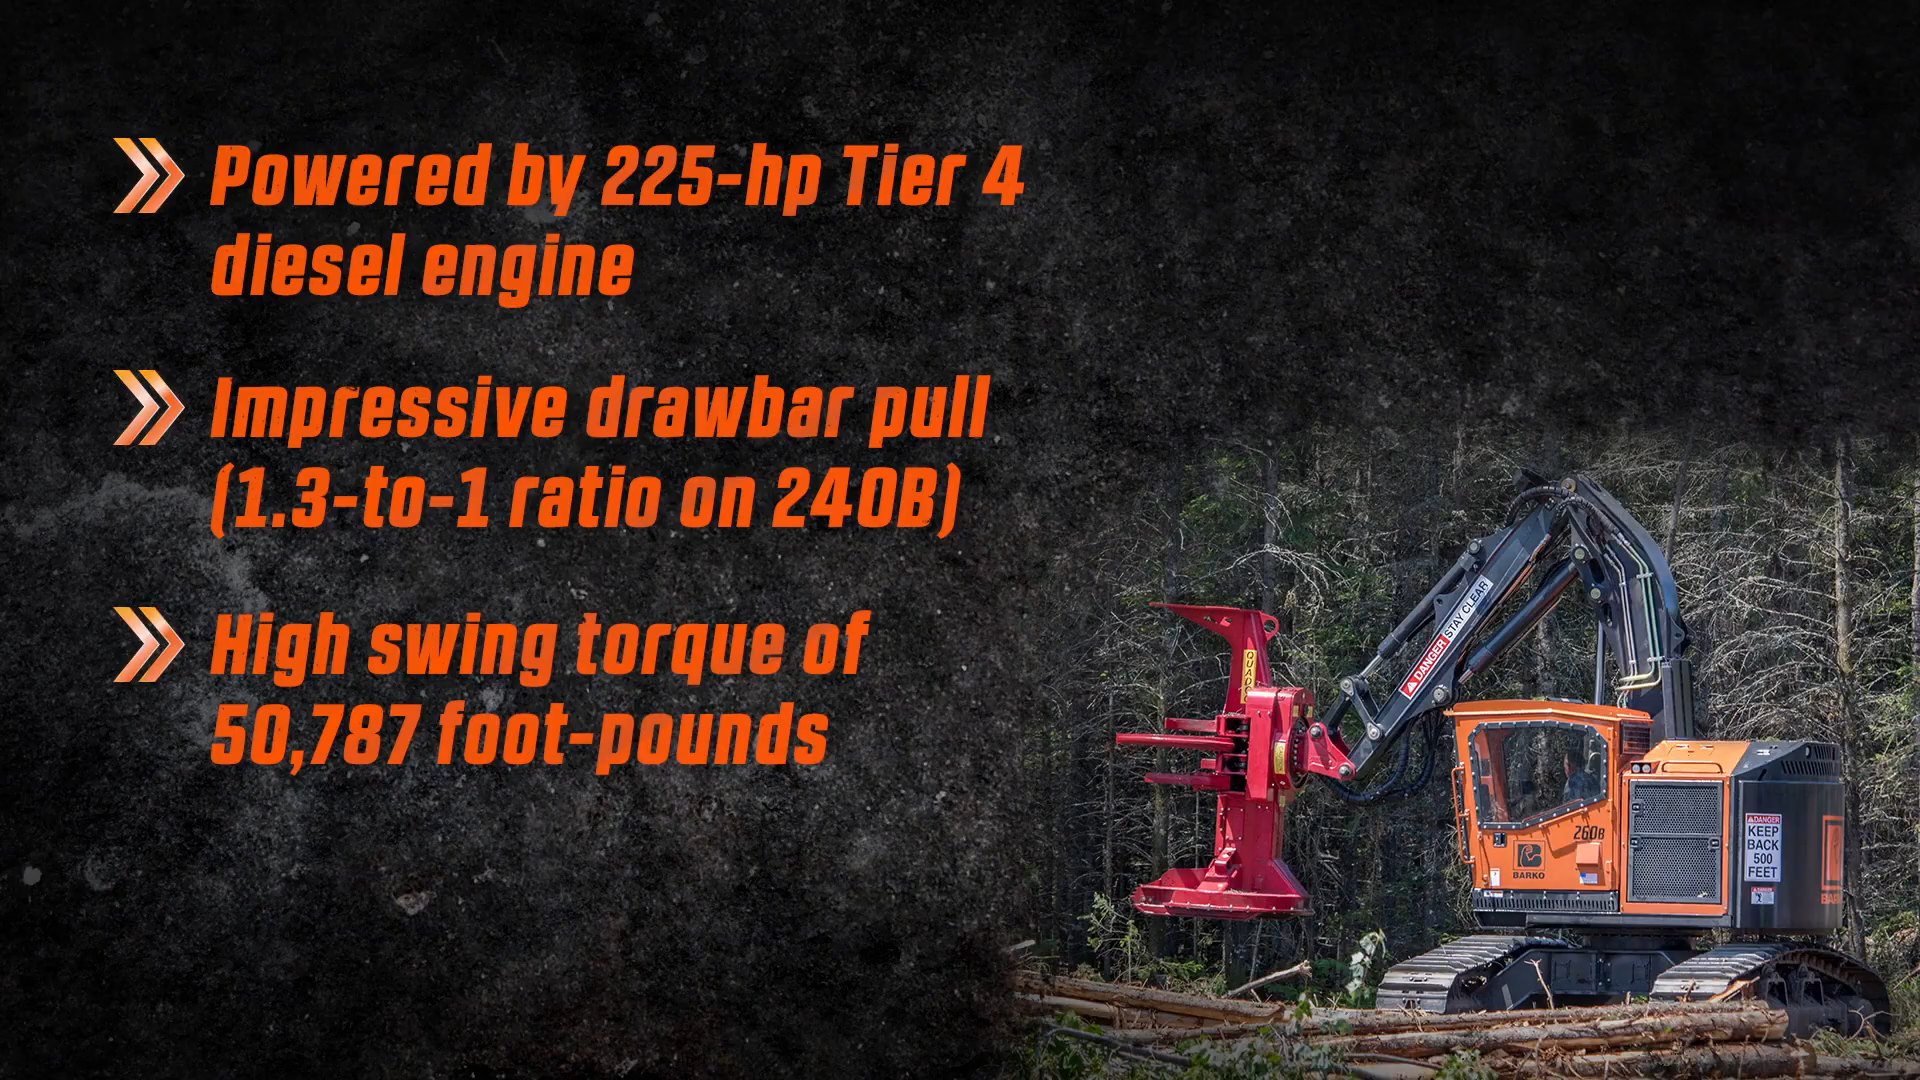 Powered by 225-hp Tier 4
diesel engine
Impressive drawbar pull
(1.3-to-1 ratio on 240B)
High swing torque of
50,787 foot-pounds
DANGER STAY CLEAR
QUAD
260B
BARKO
DANGER
KEEP
BACK
500
FEET